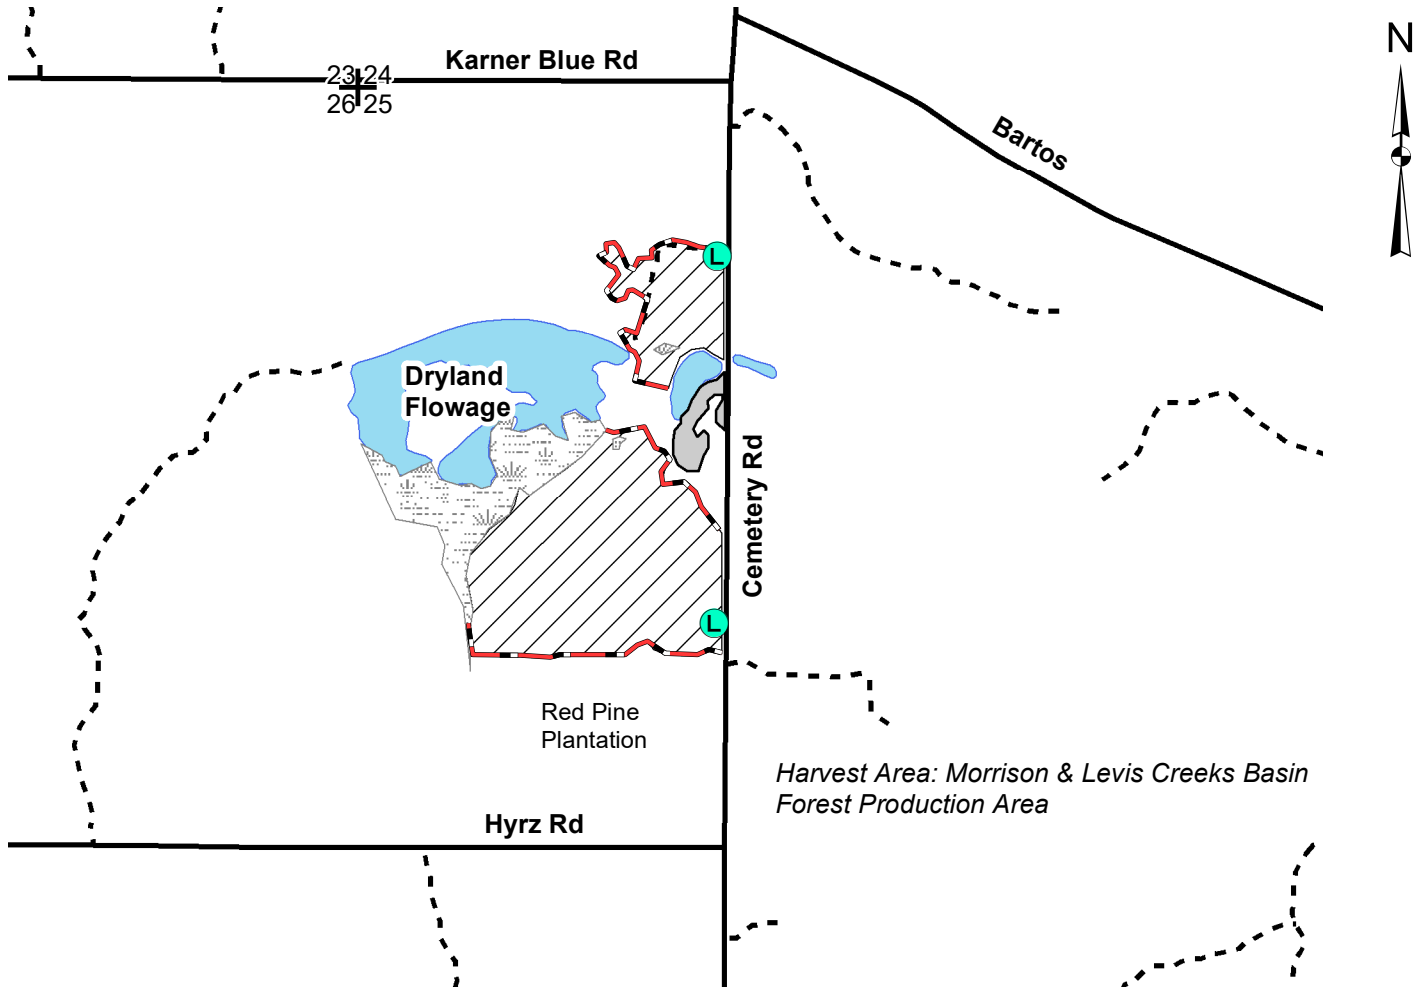 N
Karner Blue Rd
23 24
26 25
Bartos
L
Dryland
Flowage
Cemetery Rd
L
Red Pine
Plantation
Harvest Area: Morrison & Levis Creeks Basin
Forest Production Area
Hyrz Rd